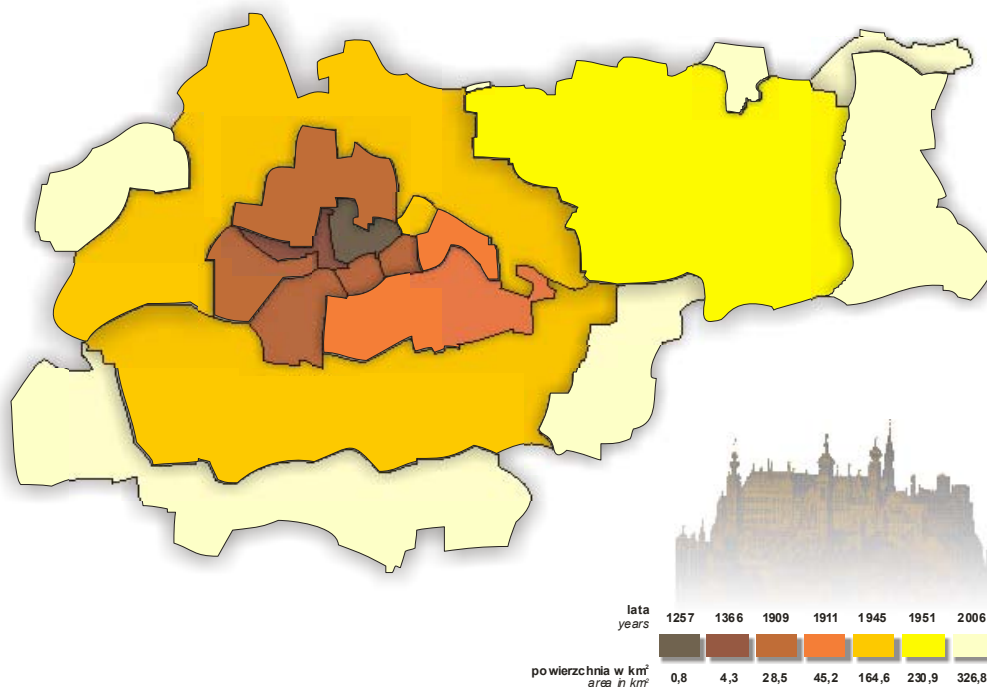 lata 1257 1366 1909 1911 1945 1951 2006
years
powierzchnia w km² 0,8 4,3 28,5 45,2 164,6 230,9 326,8
area in km²